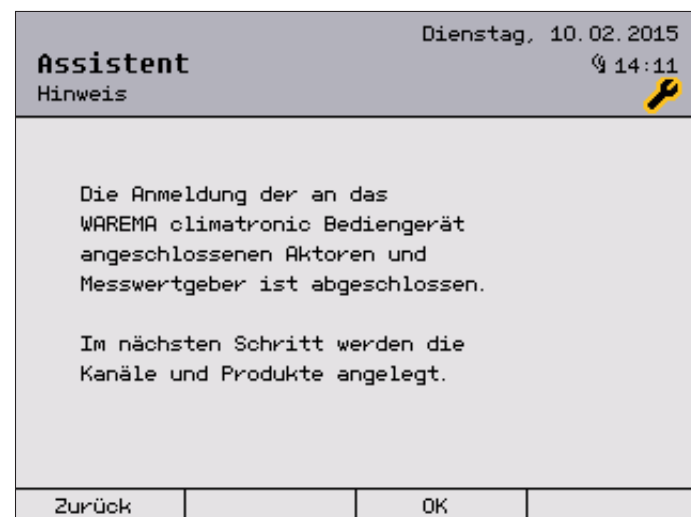 Dienstag, 10.02.2015
Assistent
14:11
Hinweis
Die Anmeldung der an das
WAREMA climatronic Bediengerät
angeschlossenen Aktoren und
Messwertgeber ist abgeschlossen.
Im nächsten Schritt werden die
Kanäle und Produkte angelegt.
Zurück OK